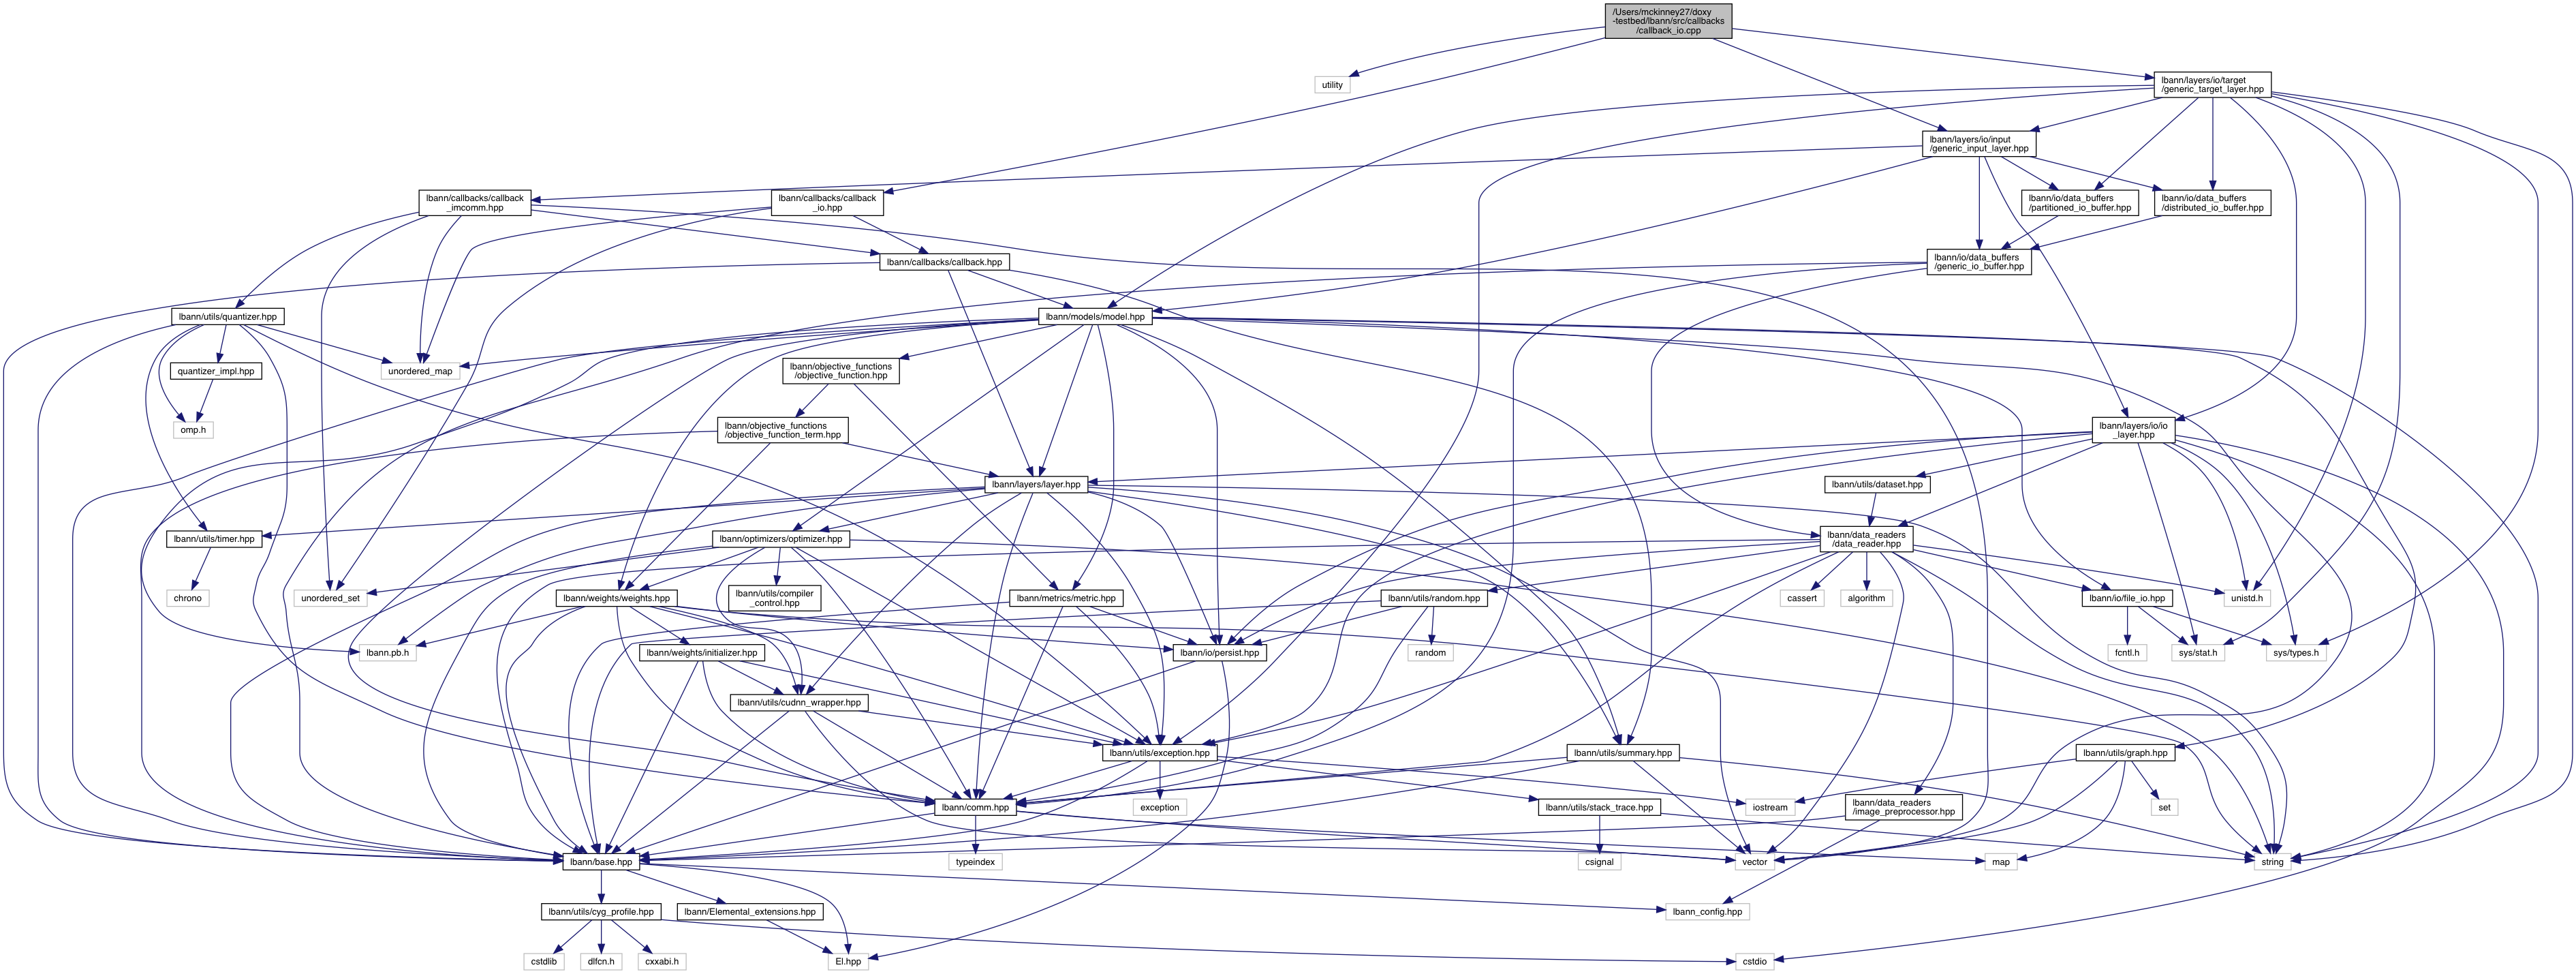 /Users/mckinney27/doxy
-testbed/lbann/src/callbacks
/callback_io.cpp
utility
lbann/layers/io/target
/generic_target_layer.hpp
lbann/layers/io/input
/generic_input_layer.hpp
lbann/callbacks/callback
_imcomm.hpp
lbann/callbacks/callback
_io.hpp
lbann/io/data_buffers
/partitioned_io_buffer.hpp
lbann/io/data_buffers
/distributed_io_buffer.hpp
lbann/callbacks/callback.hpp
lbann/io/data_buffers
/generic_io_buffer.hpp
lbann/utils/quantizer.hpp
lbann/models/model.hpp
quantizer_impl.hpp
unordered_map
lbann/objective_functions
/objective_function.hpp
omp.h
lbann/objective_functions
/objective_function_term.hpp
lbann/layers/io/io
_layer.hpp
lbann/layers/layer.hpp
lbann/utils/dataset.hpp
lbann/utils/timer.hpp
lbann/optimizers/optimizer.hpp
lbann/data_readers
/data_reader.hpp
chrono
unordered_set
lbann/weights/weights.hpp
lbann/utils/compiler
_control.hpp
lbann/metrics/metric.hpp
lbann/utils/random.hpp
cassert
algorithm
lbann/io/file_io.hpp
unistd.h
lbann.pb.h
lbann/weights/initializer.hpp
lbann/io/persist.hpp
random
fcntl.h
sys/stat.h
sys/types.h
lbann/utils/cudnn_wrapper.hpp
lbann/utils/exception.hpp
lbann/utils/summary.hpp
lbann/utils/graph.hpp
lbann/comm.hpp
exception
lbann/utils/stack_trace.hpp
iostream
lbann/data_readers
/image_preprocessor.hpp
set
lbann/base.hpp
typeindex
csignal
vector
map
string
lbann/utils/cyg_profile.hpp
lbann/Elemental_extensions.hpp
lbann_config.hpp
cstdlib
dlfcn.h
cxxabi.h
El.hpp
cstdio